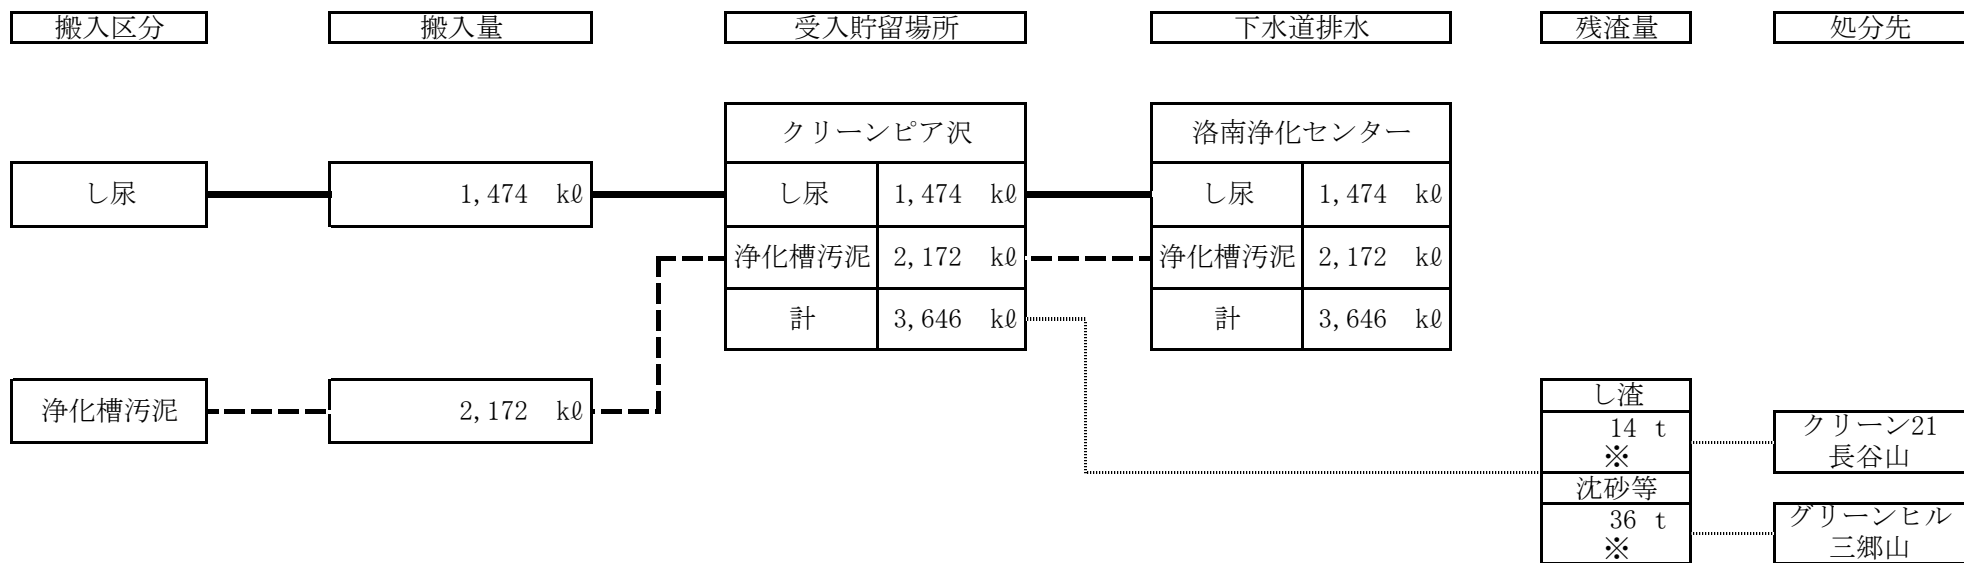 搬入区分 搬入量 受入貯留場所 下水道排水 残渣量 処分先
クリーンピア沢 洛南浄化センター
し尿 1,474 kℓ し尿 1,474 kℓ し尿 1,474 kℓ
浄化槽汚泥 2,172 kℓ 浄化槽汚泥 2,172 kℓ
計 3,646 kℓ 計 3,646 kℓ
浄化槽汚泥 2,172 kℓ
し渣
14 t
※
クリーン21
長谷山
沈砂等
36 t
※
グリーンヒル
三郷山